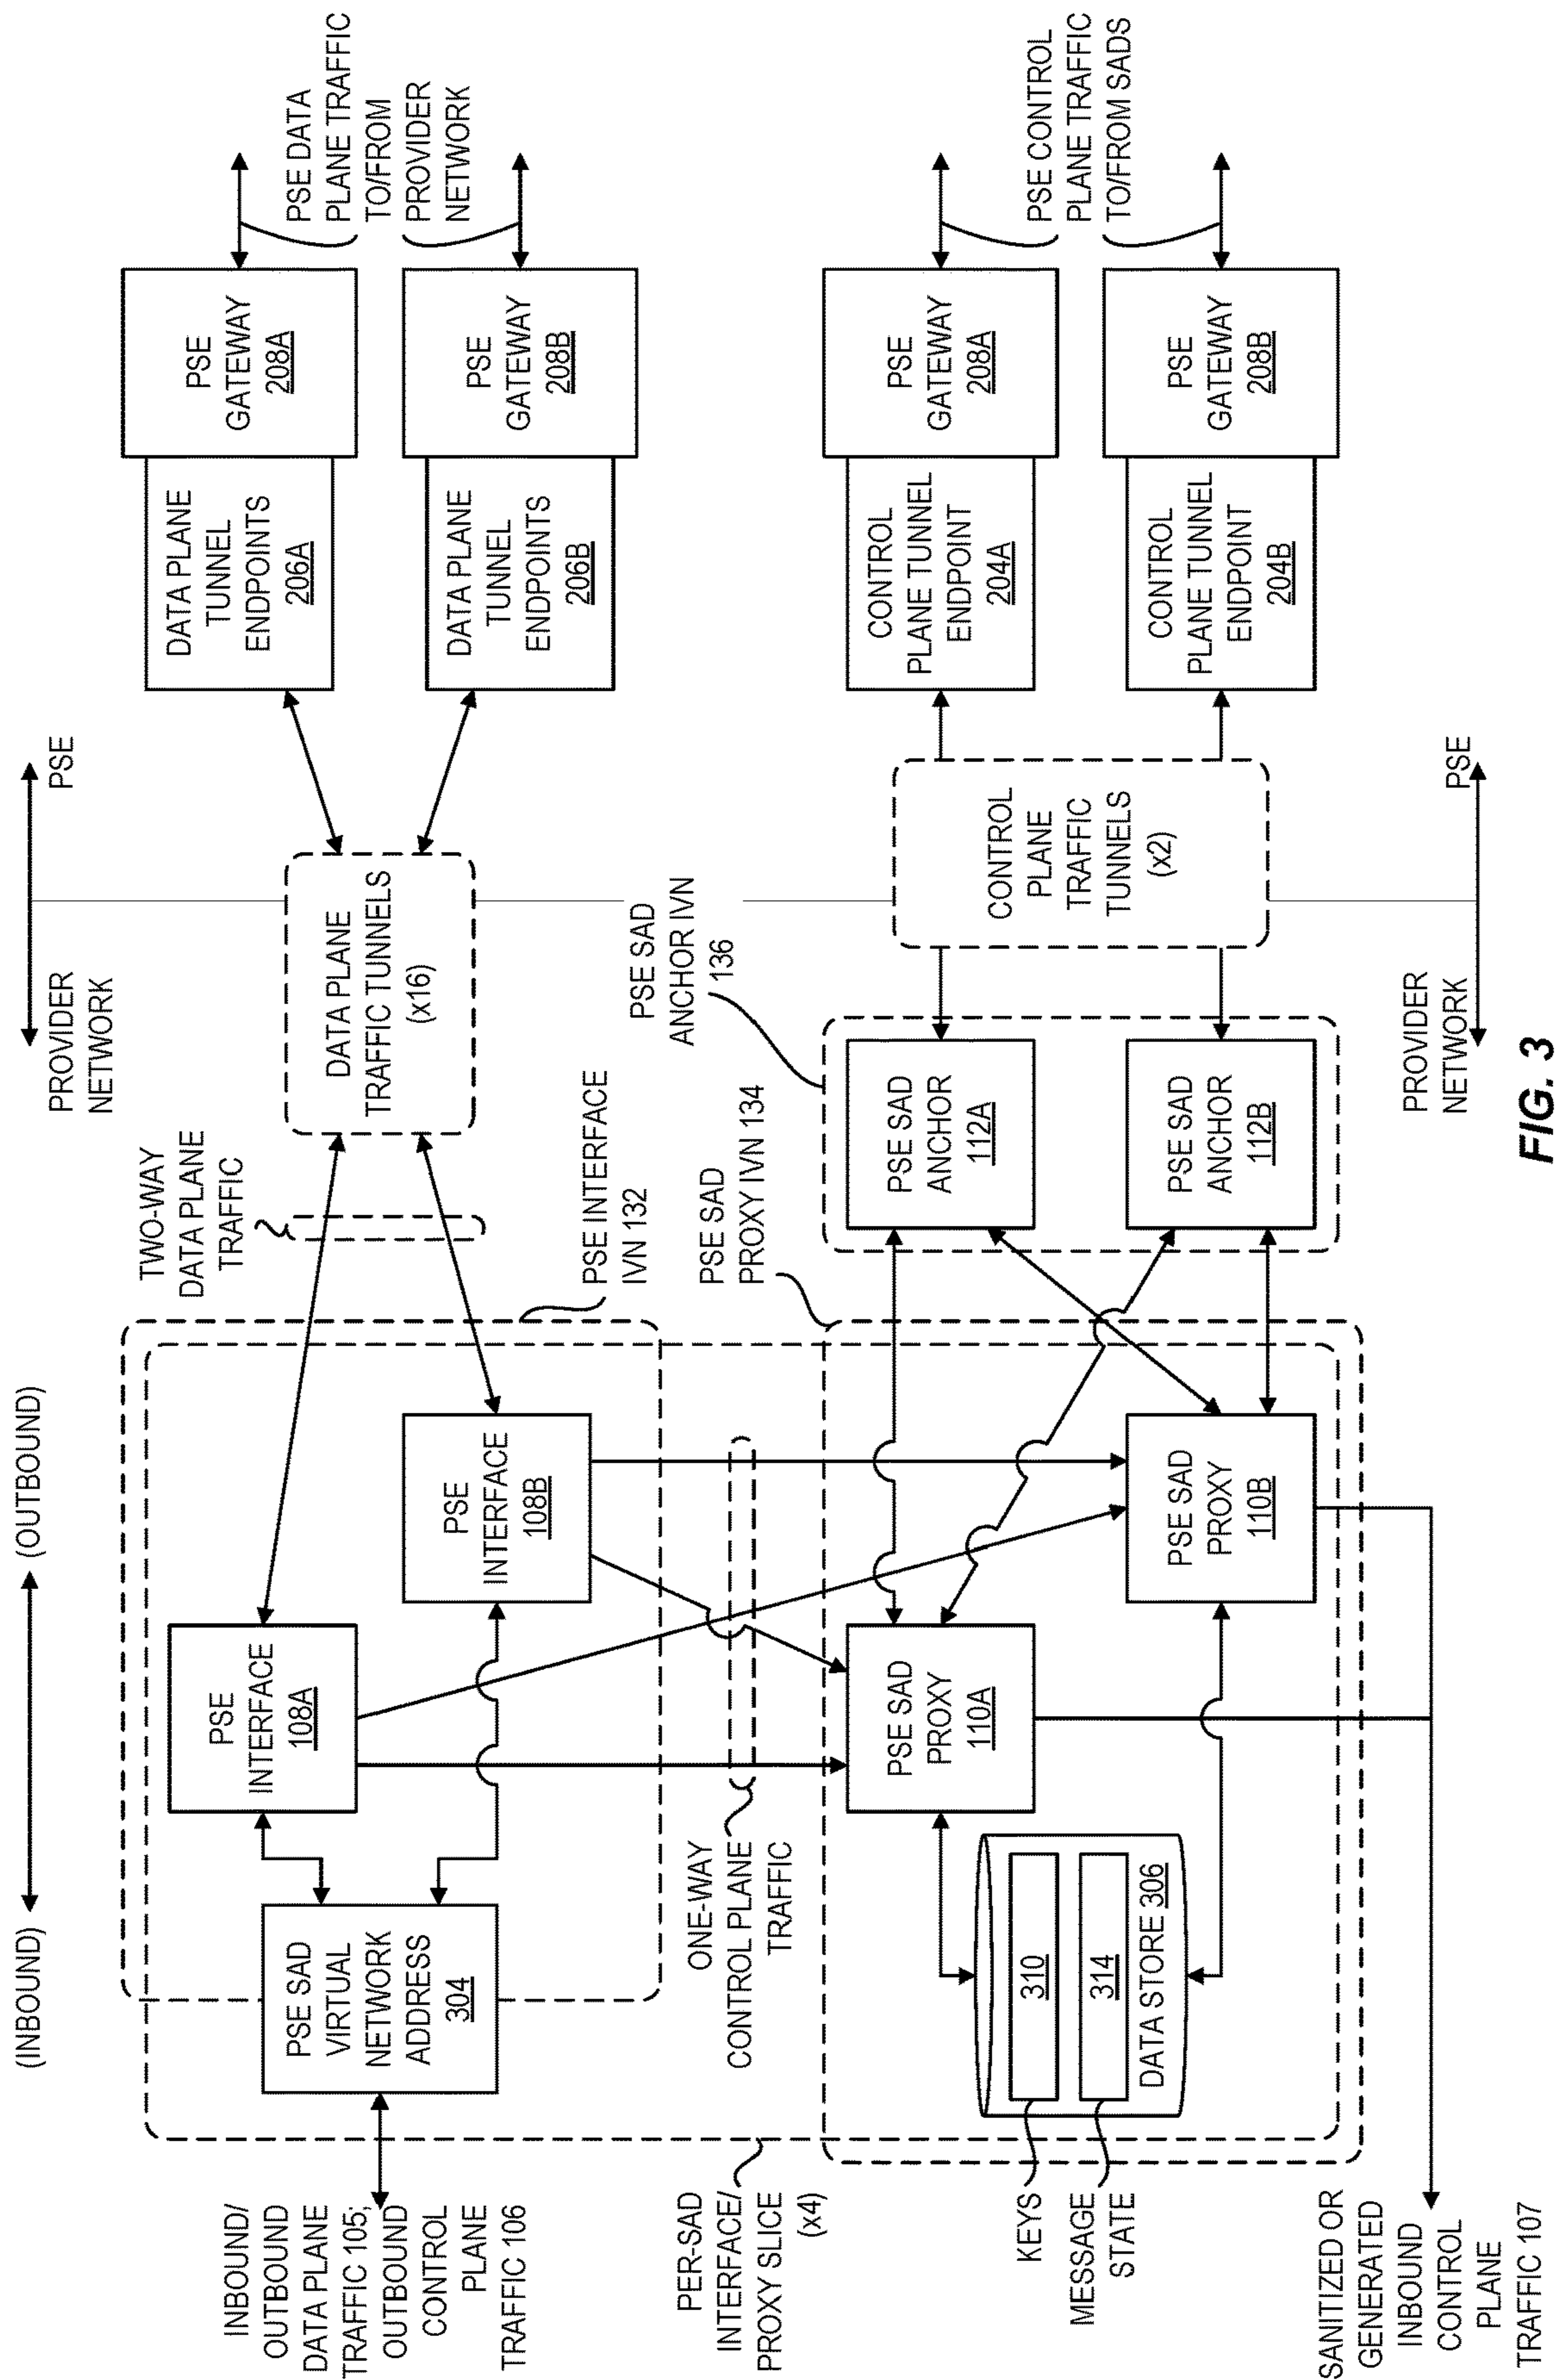 (INBOUND)
(OUTBOUND)
PROVIDER
NETWORK
PSE
INBOUND/
OUTBOUND
DATA PLANE
TRAFFIC 105;
OUTBOUND
CONTROL
PLANE
TRAFFIC 106
PSE SAD
VIRTUAL
NETWORK
ADDRESS
304
PSE
INTERFACE
108A
PSE
INTERFACE
108B
TWO-WAY
DATA PLANE
TRAFFIC
PSE INTERFACE
IVN 132
DATA PLANE
TRAFFIC TUNNELS
(x16)
DATA PLANE
TUNNEL
ENDPOINTS
206A
PSE
GATEWAY
208A
DATA PLANE
TUNNEL
ENDPOINTS
206B
PSE
GATEWAY
208B
PSE DATA
PLANE TRAFFIC
TO/FROM
PROVIDER
NETWORK
PER-SAD
INTERFACE/
PROXY SLICE
(x4)
ONE-WAY
CONTROL PLANE
TRAFFIC
PSE SAD
PROXY IVN 134
PSE SAD
ANCHOR IVN
136
KEYS
310
MESSAGE
STATE
314
DATA STORE 306
PSE SAD
PROXY
110A
PSE SAD
PROXY
110B
PSE SAD
ANCHOR
112A
PSE SAD
ANCHOR
112B
CONTROL
PLANE
TRAFFIC
TUNNELS
(x2)
CONTROL
PLANE TUNNEL
ENDPOINT
204A
PSE
GATEWAY
208A
CONTROL
PLANE TUNNEL
ENDPOINT
204B
PSE
GATEWAY
208B
PSE CONTROL
PLANE TRAFFIC
TO/FROM SADS
SANITIZED OR
GENERATED
INBOUND
CONTROL
PLANE
TRAFFIC 107
PROVIDER
NETWORK
PSE
FIG. 3